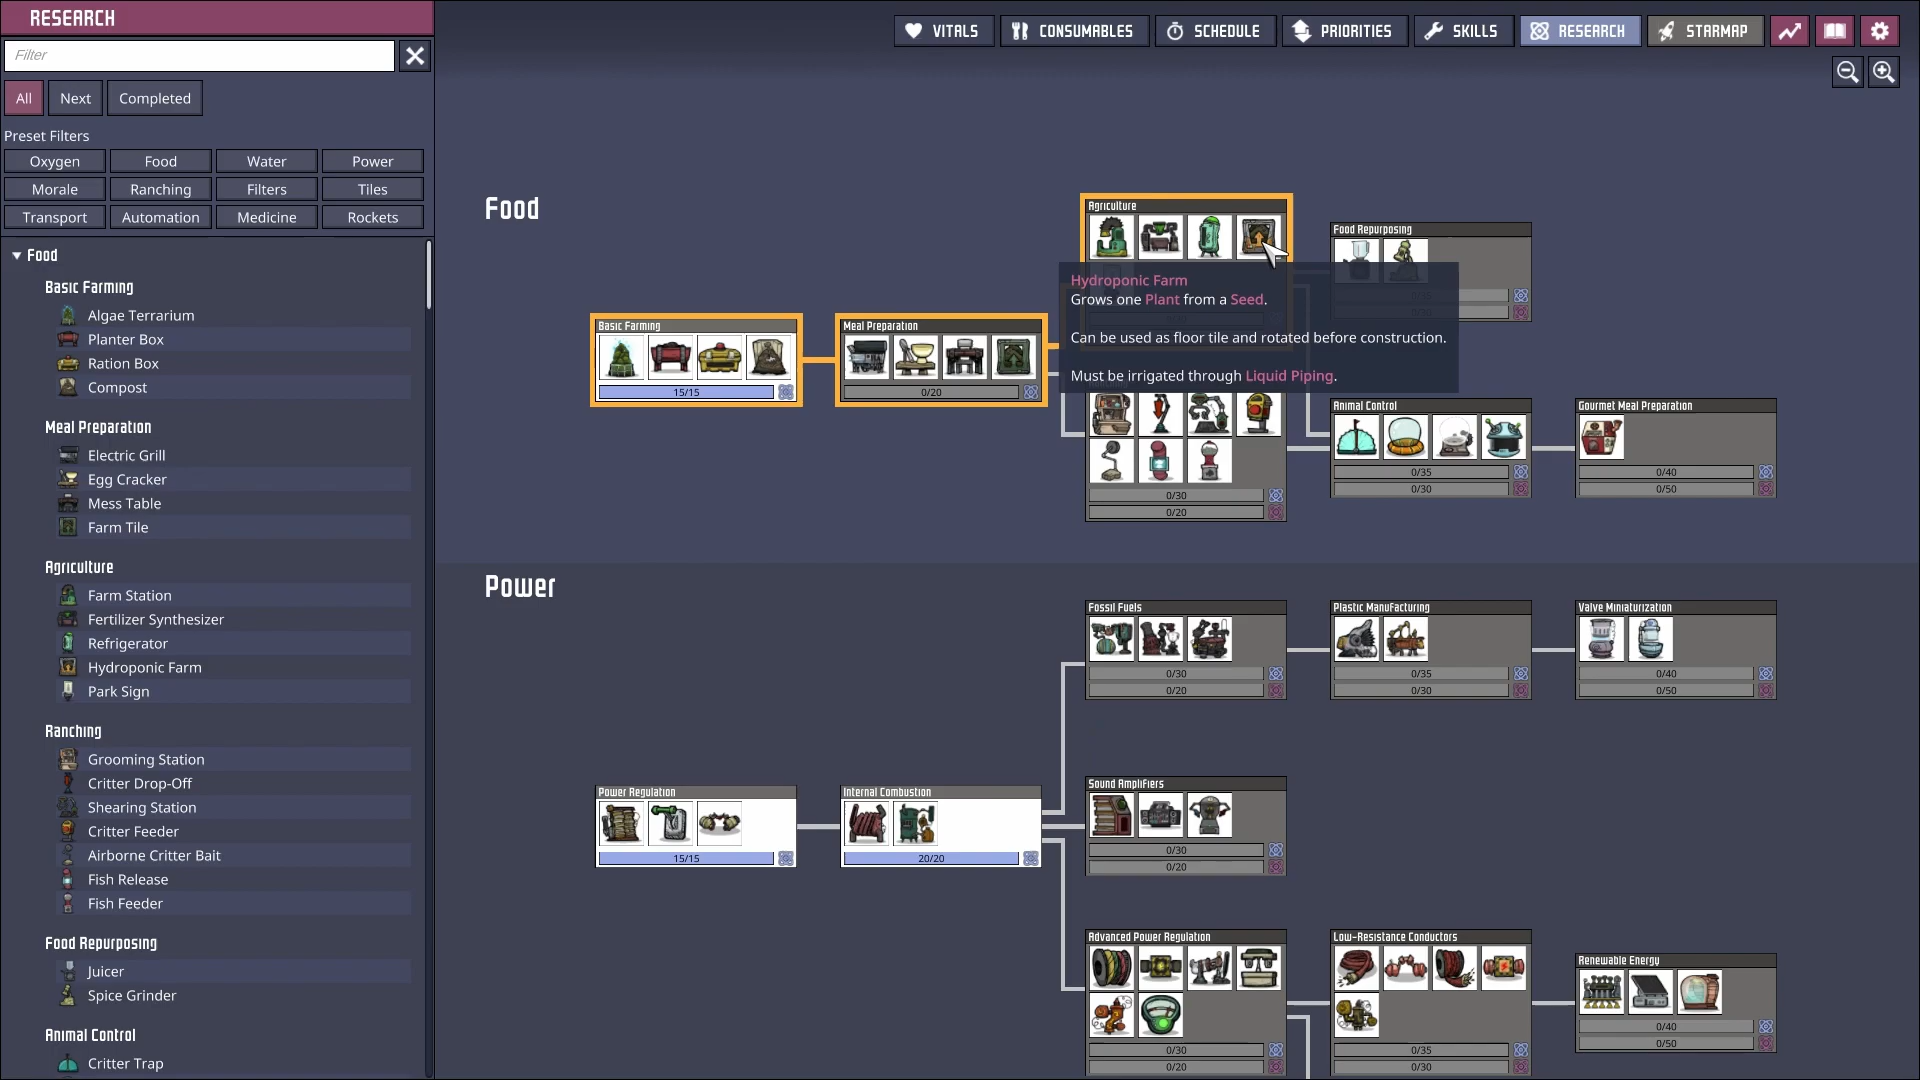 RESEARCH
VITALS
CONSUMABLES
SCHEDULE
PRIORITIES
SKILLS
RESEARCH
STARMAP
Filter
All
Next
Completed
Preset Filters
Oxygen
Food
Water
Power
Morale
Ranching
Filters
Tiles
Transport
Automation
Medicine
Rockets
Food
Basic Farming
Algae Terrarium
Planter Box
Ration Box
Compost
Meal Preparation
Electric Grill
Egg Cracker
Mess Table
Farm Tile
Agriculture
Farm Station
Fertilizer Synthesizer
Refrigerator
Hydroponic Farm
Park Sign
Ranching
Grooming Station
Critter Drop-Off
Shearing Station
Critter Feeder
Airborne Critter Bait
Fish Release
Fish Feeder
Food Repurposing
Juicer
Spice Grinder
Animal Control
Critter Trap
Food
Basic Farming
15/15
Meal Preparation
0/20
Agriculture
Hydroponic Farm
Grows one Plant from a Seed.
Can be used as floor tile and rotated before construction.
Must be irrigated through Liquid Piping.
0/30
0/20
Food Repurposing
Animal Control
0/35
0/30
Gourmet Meal Preparation
0/40
0/50
Power
Power Regulation
15/15
Internal Combustion
20/20
Fossil Fuels
0/30
0/20
Plastic Manufacturing
0/35
0/30
Valve Miniaturization
0/40
0/50
Sound Amplifiers
0/30
0/20
Advanced Power Regulation
0/30
0/20
Low-Resistance Conductors
0/35
0/30
Renewable Energy
0/40
0/50